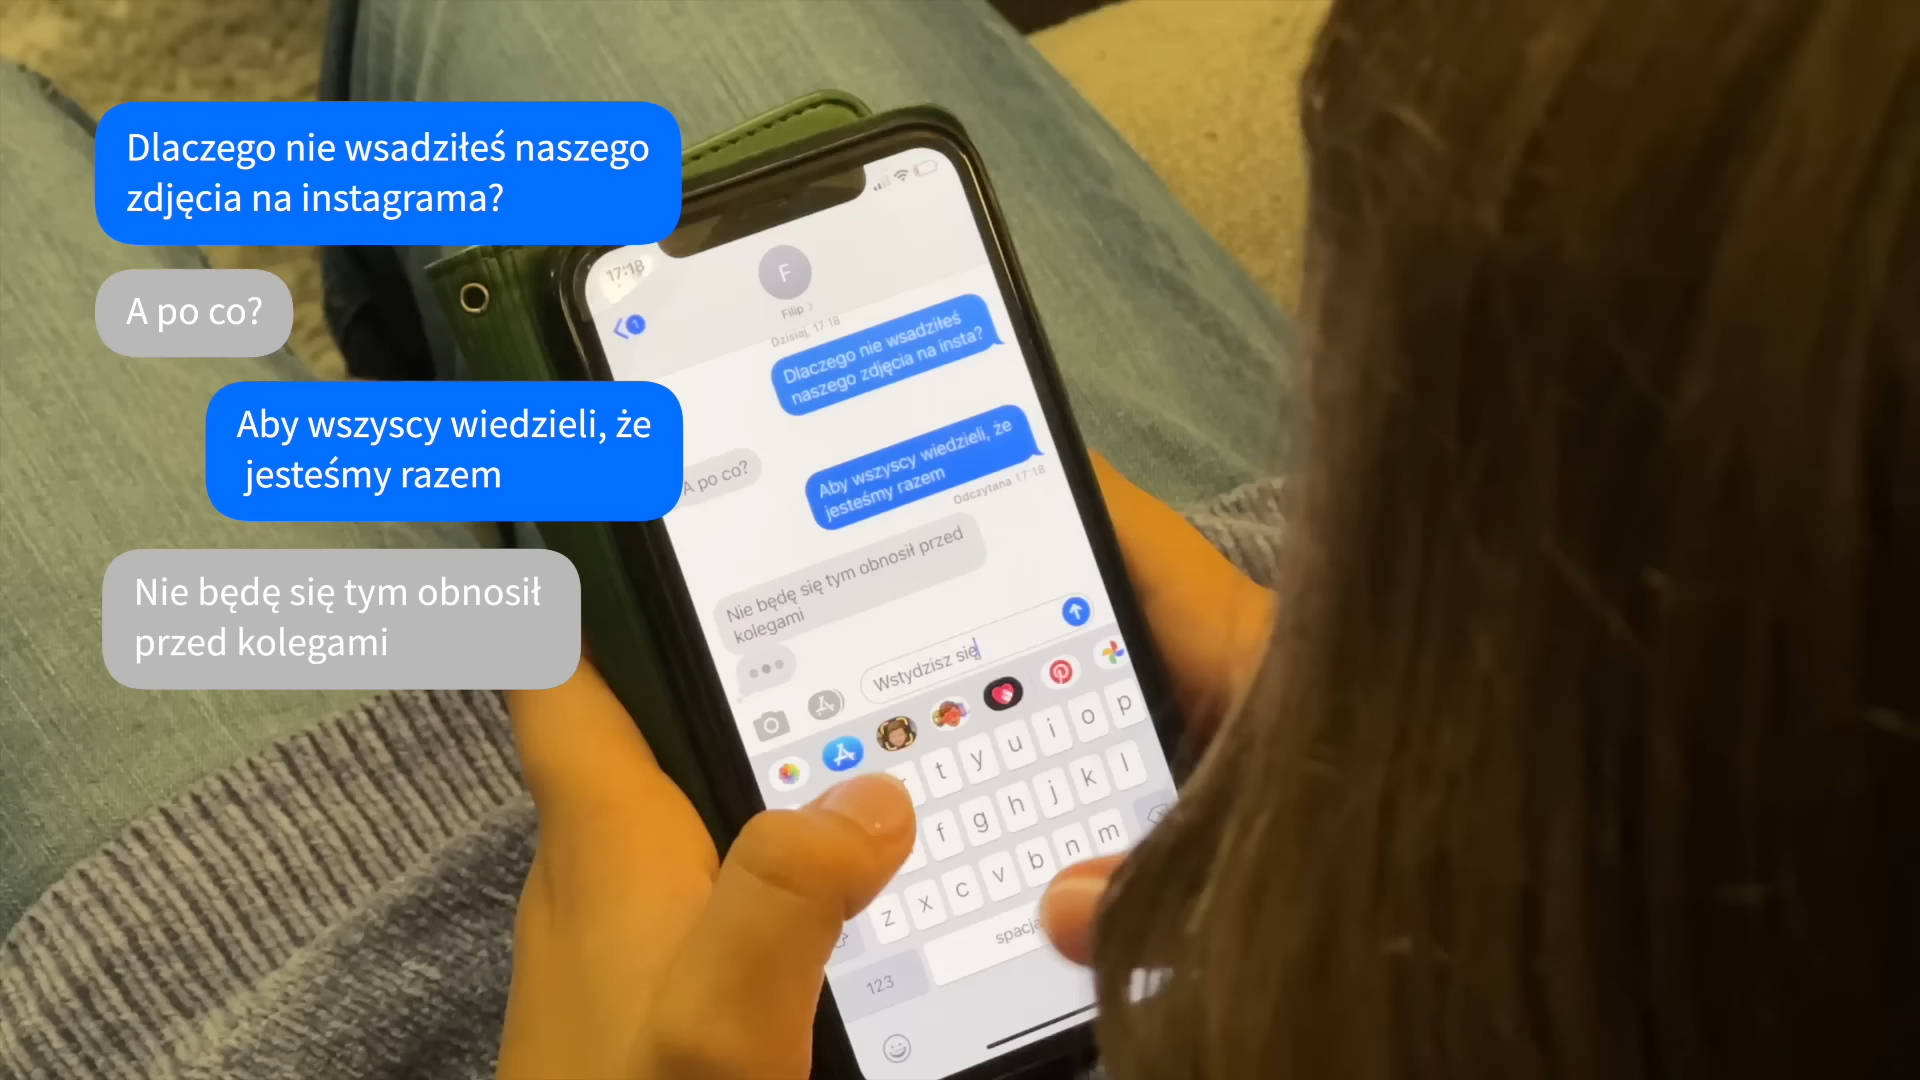 Dlaczego nie wsadziłeś naszego
zdjęcia na instagrama?
A po co?
Aby wszyscy wiedzieli, że
jesteśmy razem
Nie będę się tym obnosił
przed kolegami
17:18
F
1
Filip
Dzisiaj, 17:18
Dlaczego nie wsadziłeś
naszego zdjęcia na insta?
A po co?
Aby wszyscy wiedzieli, że
jesteśmy razem
Odczytana 17:18
Nie będę się tym obnosił przed
kolegami
Wstydzisz się
t y u i o p
f g h j k l
z x c v b n m
123